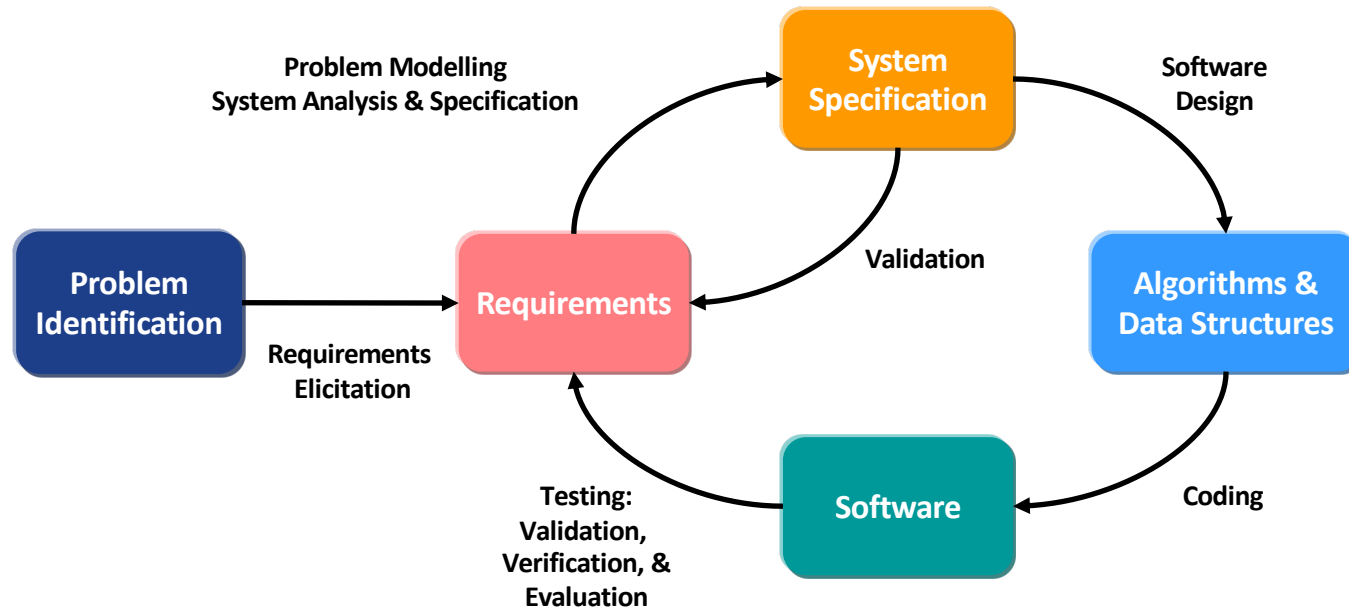 Problem Modelling
System Analysis & Specification
System
Specification
Software
Design
Problem
Identification
Requirements
Elicitation
Requirements
Validation
Algorithms &
Data Structures
Testing:
Validation,
Verification, &
Evaluation
Software
Coding